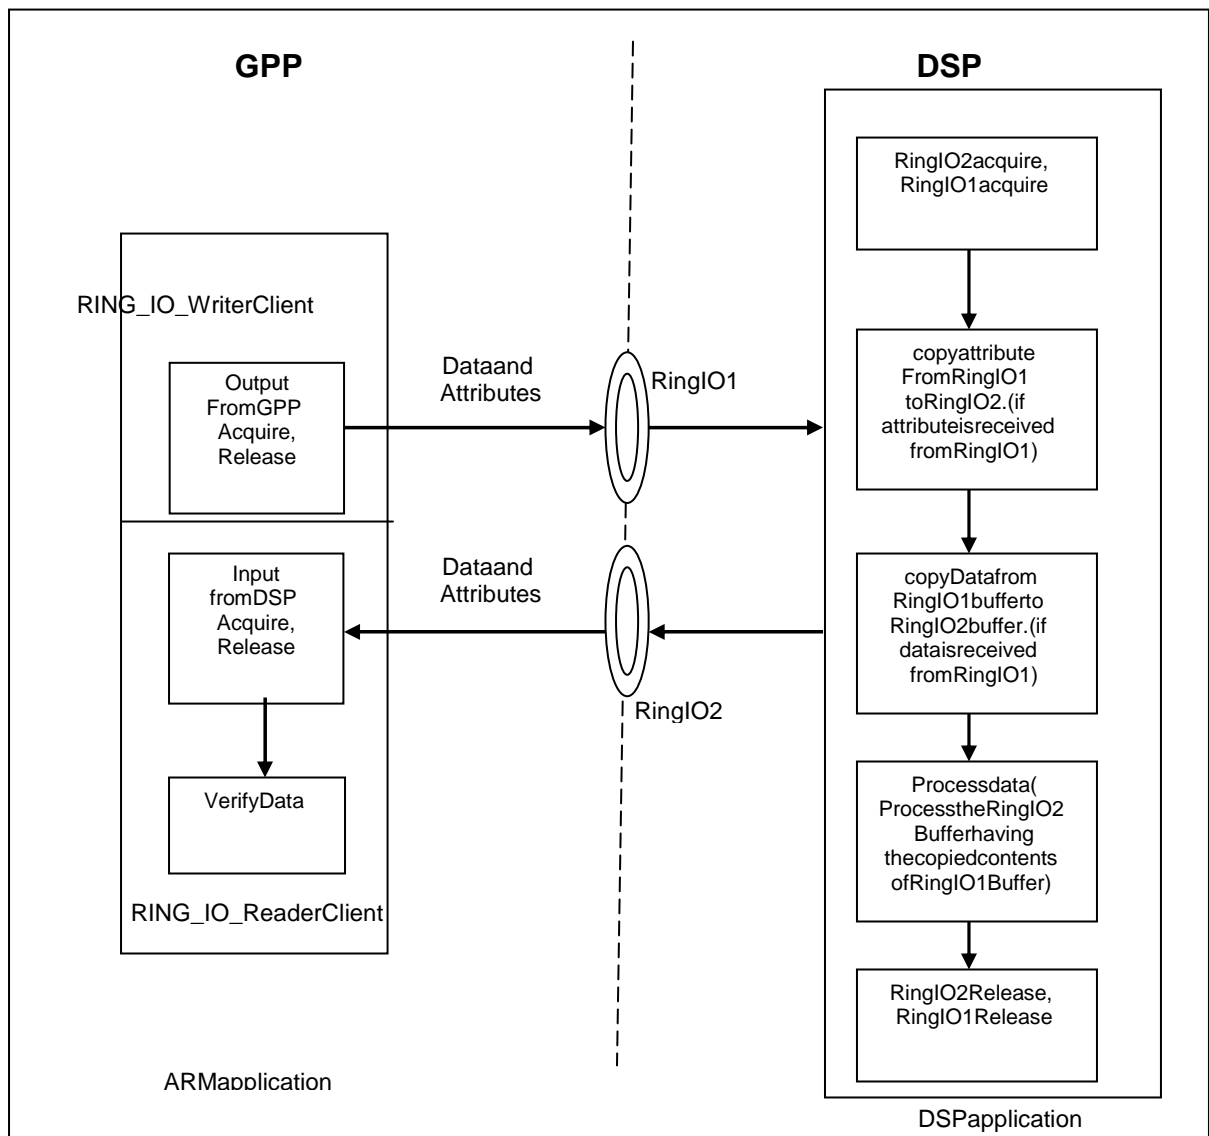 GPP
DSP
RingIO2acquire,
RingIO1acquire
RING_IO_WriterClient
Output
FromGPP
Acquire,
Release
Dataand
Attributes
RingIO1
copyattribute
FromRingIO1
toRingIO2.(if
attributeisreceived
fromRingIO1)
Input
fromDSP
Acquire,
Release
Dataand
Attributes
RingIO2
copyDatafrom
RingIO1bufferto
RingIO2buffer.(if
dataisreceived
fromRingIO1)
VerifyData
RING_IO_ReaderClient
Processdata(
ProcesstheRingIO2
Bufferhaving
thecopiedcontents
ofRingIO1Buffer)
RingIO2Release,
RingIO1Release
ARMapplication
DSPapplication